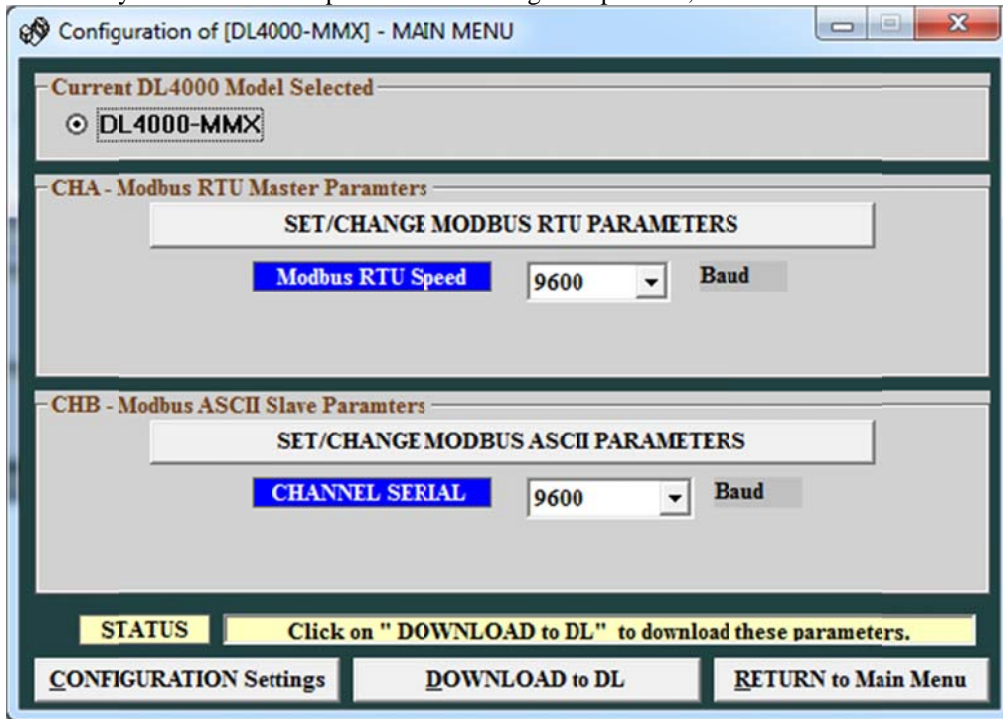 Configuration of [DL4000-MMX] - MAIN MENU
Current DL4000 Model Selected
DL4000-MMX
CHA - Modbus RTU Master Paramters
SET/CHANGE MODBUS RTU PARAMETERS
Modbus RTU Speed 9600 Baud
CHB - Modbus ASCII Slave Paramters
SET/CHANGE MODBUS ASCII PARAMETERS
CHANNEL SERIAL 9600 Baud
STATUS Click on " DOWNLOAD to DL" to download these parameters.
CONFIGURATION Settings DOWNLOAD to DL RETURN to Main Menu